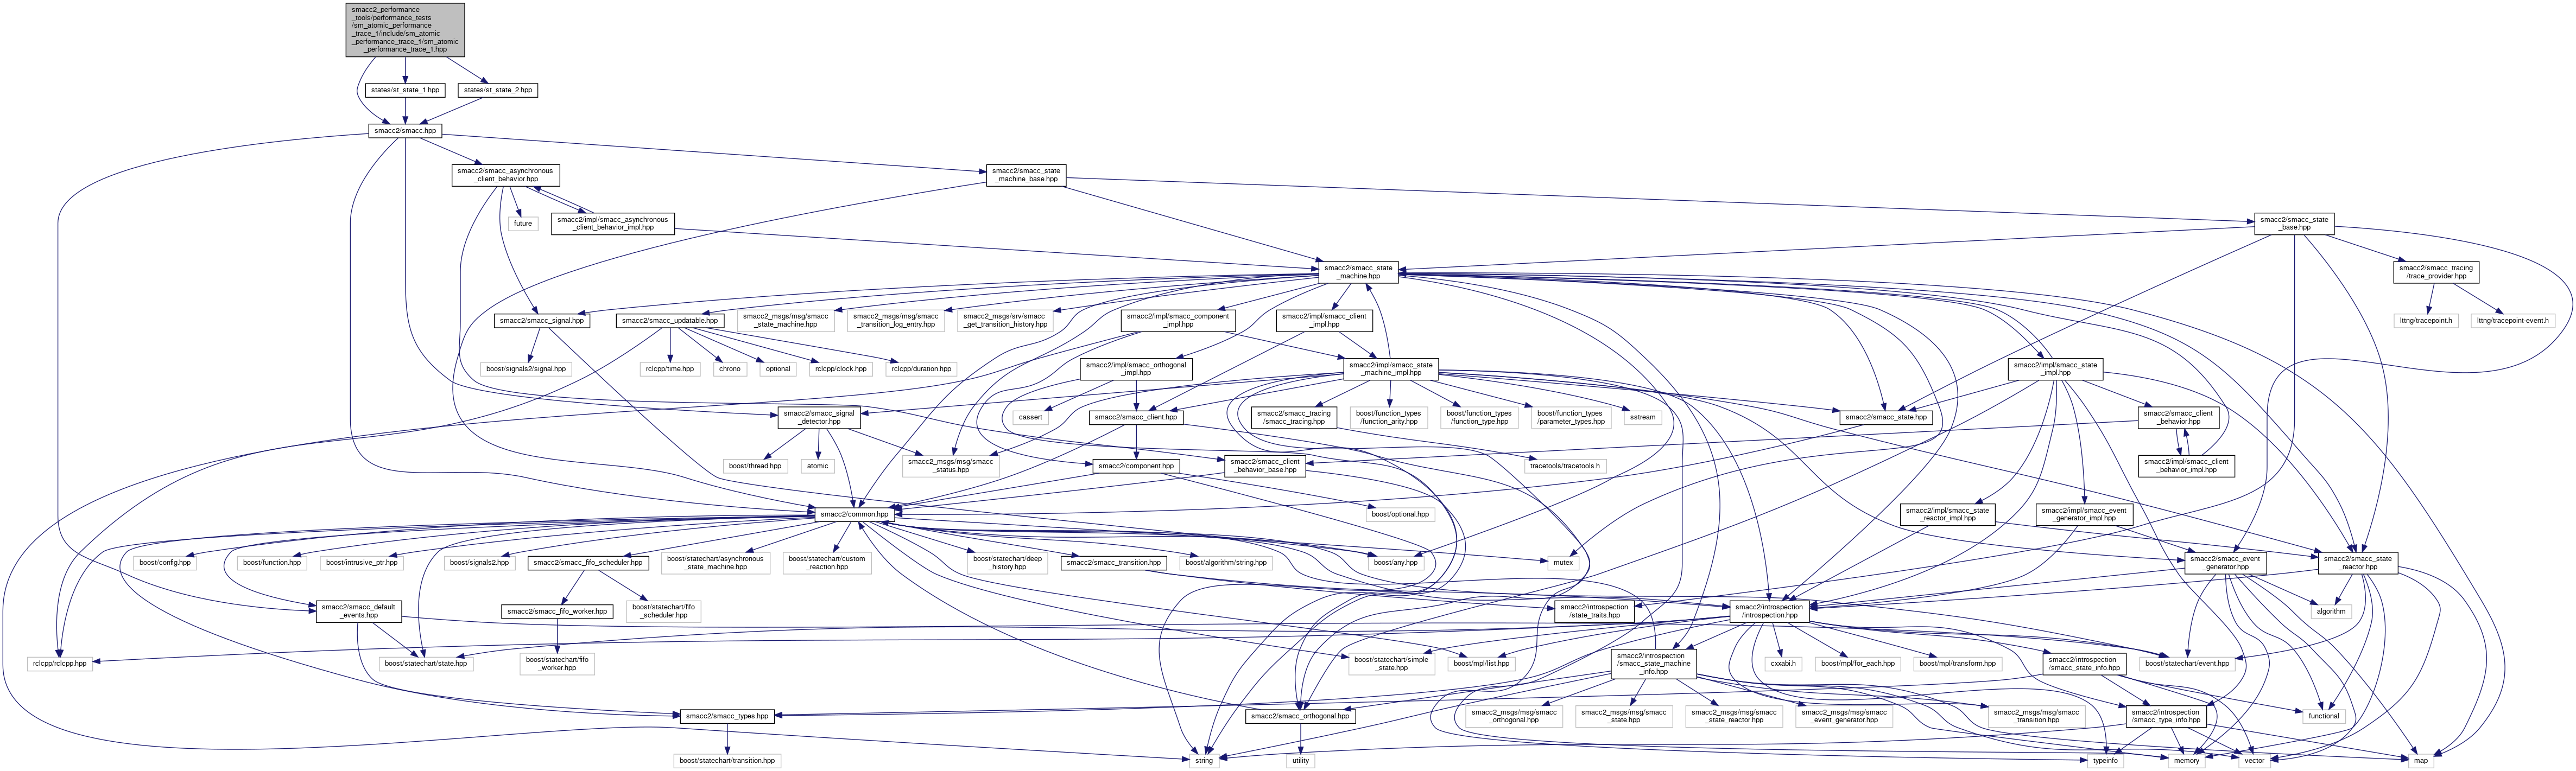 smacc2_performance
_tools/performance_tests
/sm_atomic_performance
_trace_1/include/sm_atomic
_performance_trace_1/sm_atomic
_performance_trace_1.hpp
states/st_state_1.hpp
states/st_state_2.hpp
smacc2/smacc.hpp
smacc2/smacc_asynchronous
_client_behavior.hpp
smacc2/smacc_state
_machine_base.hpp
future
smacc2/impl/smacc_asynchronous
_client_behavior_impl.hpp
smacc2/smacc_state
_base.hpp
smacc2/smacc_state
_machine.hpp
smacc2/smacc_tracing
/trace_provider.hpp
smacc2/smacc_signal.hpp
smacc2/smacc_updatable.hpp
smacc2_msgs/msg/smacc
_state_machine.hpp
smacc2_msgs/msg/smacc
_transition_log_entry.hpp
smacc2_msgs/srv/smacc
_get_transition_history.hpp
smacc2/impl/smacc_component
_impl.hpp
smacc2/impl/smacc_client
_impl.hpp
lttng/tracepoint.h
lttng/tracepoint-event.h
boost/signals2/signal.hpp
rclcpp/time.hpp
chrono
optional
rclcpp/clock.hpp
rclcpp/duration.hpp
smacc2/impl/smacc_orthogonal
_impl.hpp
smacc2/impl/smacc_state
_machine_impl.hpp
smacc2/impl/smacc_state
_impl.hpp
smacc2/smacc_signal
_detector.hpp
cassert
smacc2/smacc_client.hpp
smacc2/smacc_tracing
/smacc_tracing.hpp
boost/function_types
/function_arity.hpp
boost/function_types
/function_type.hpp
boost/function_types
/parameter_types.hpp
sstream
smacc2/smacc_state.hpp
smacc2/smacc_client
_behavior.hpp
boost/thread.hpp
atomic
smacc2_msgs/msg/smacc
_status.hpp
smacc2/component.hpp
smacc2/smacc_client
_behavior_base.hpp
tracetools/tracetools.h
smacc2/impl/smacc_client
_behavior_impl.hpp
smacc2/common.hpp
boost/optional.hpp
smacc2/impl/smacc_state
_reactor_impl.hpp
smacc2/impl/smacc_event
_generator_impl.hpp
boost/config.hpp
boost/function.hpp
boost/intrusive_ptr.hpp
boost/signals2.hpp
smacc2/smacc_fifo_scheduler.hpp
boost/statechart/asynchronous
_state_machine.hpp
boost/statechart/custom
_reaction.hpp
boost/statechart/deep
_history.hpp
smacc2/smacc_transition.hpp
boost/algorithm/string.hpp
boost/any.hpp
mutex
smacc2/smacc_event
_generator.hpp
smacc2/smacc_state
_reactor.hpp
smacc2/smacc_default
_events.hpp
smacc2/smacc_fifo_worker.hpp
boost/statechart/fifo
_scheduler.hpp
smacc2/introspection
/state_traits.hpp
smacc2/introspection
/introspection.hpp
algorithm
rclcpp/rclcpp.hpp
boost/statechart/state.hpp
boost/statechart/fifo
_worker.hpp
boost/statechart/simple
_state.hpp
boost/mpl/list.hpp
smacc2/introspection
/smacc_state_machine
_info.hpp
cxxabi.h
boost/mpl/for_each.hpp
boost/mpl/transform.hpp
smacc2/introspection
/smacc_state_info.hpp
boost/statechart/event.hpp
smacc2/smacc_types.hpp
smacc2/smacc_orthogonal.hpp
smacc2_msgs/msg/smacc
_orthogonal.hpp
smacc2_msgs/msg/smacc
_state.hpp
smacc2_msgs/msg/smacc
_state_reactor.hpp
smacc2_msgs/msg/smacc
_event_generator.hpp
smacc2_msgs/msg/smacc
_transition.hpp
smacc2/introspection
/smacc_type_info.hpp
functional
boost/statechart/transition.hpp
string
utility
typeinfo
memory
vector
map